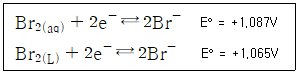 Br₂₍aq₎ + 2e⁻ ⇄ 2Br⁻ E° = +1,087V
Br₂₍L₎ + 2e⁻ ⇄ 2Br⁻ E° = +1,065V